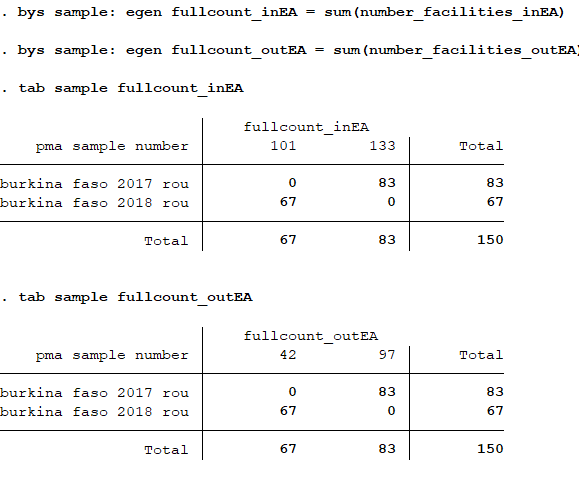 . bys sample: egen fullcount_inEA = sum(number_facilities_inEA)
. bys sample: egen fullcount_outEA = sum(number_facilities_outEA)
. tab sample fullcount_inEA
fullcount_inEA
pma sample number 101 133 Total
burkina faso 2017 rou 0 83 83
burkina faso 2018 rou 67 0 67
Total 67 83 150
. tab sample fullcount_outEA
fullcount_outEA
pma sample number 42 97 Total
burkina faso 2017 rou 0 83 83
burkina faso 2018 rou 67 0 67
Total 67 83 150